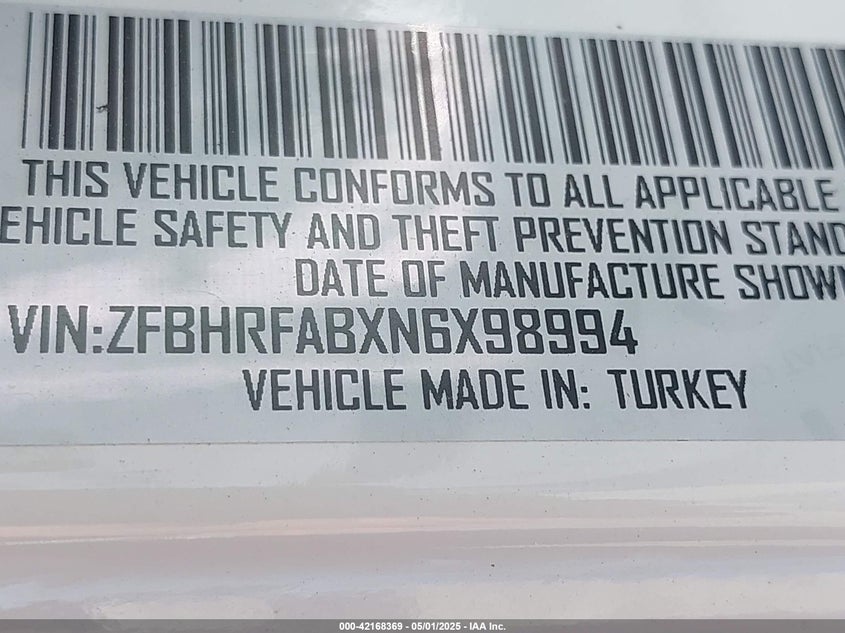 THIS VEHICLE CONFORMS TO ALL APPLICABLE
EHICLE SAFETY AND THEFT PREVENTION STAND
DATE OF MANUFACTURE SHOWN
VIN:ZFBHRFABXN6X98994
VEHICLE MADE IN: TURKEY
000-42168369 - 05/01/2025 - IAA Inc.